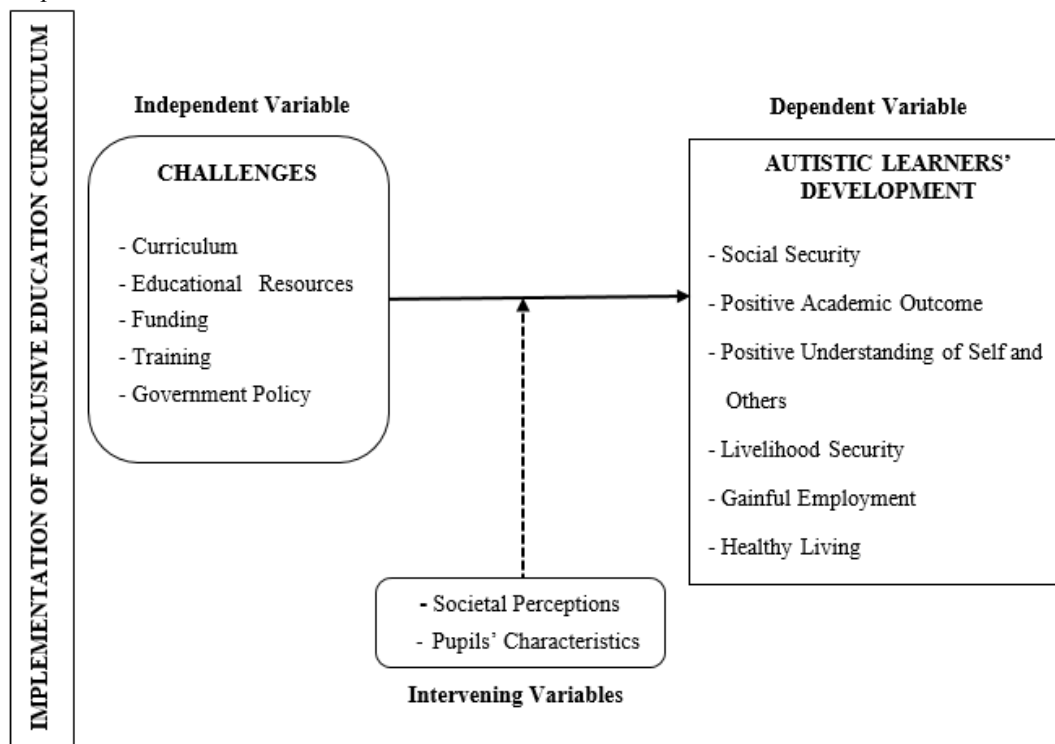 IMPLEMENTATION OF INCLUSIVE EDUCATION CURRICULUM
Independent Variable
CHALLENGES
- Curriculum
- Educational Resources
- Funding
- Training
- Government Policy
Dependent Variable
AUTISTIC LEARNERS’
DEVELOPMENT
- Social Security
- Positive Academic Outcome
- Positive Understanding of Self and
Others
- Livelihood Security
- Gainful Employment
- Healthy Living
- Societal Perceptions
- Pupils’ Characteristics
Intervening Variables